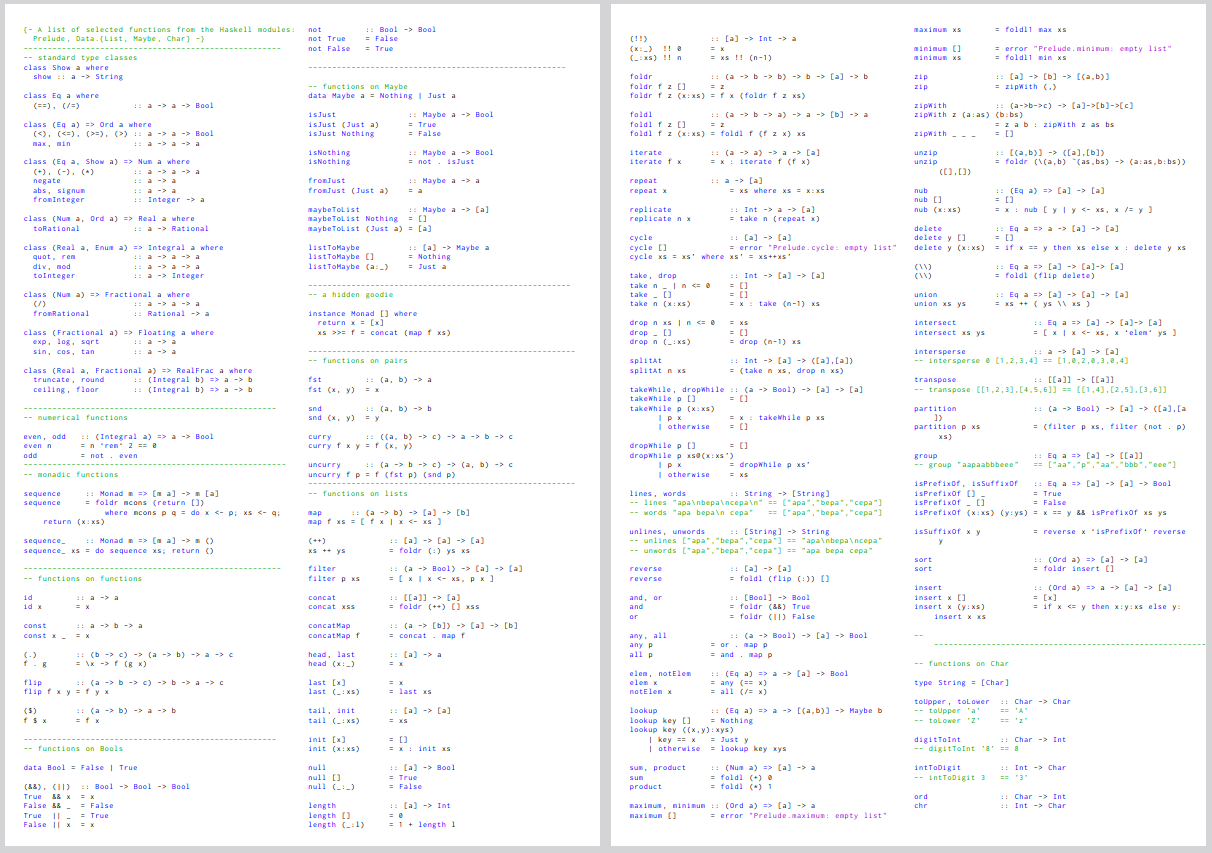 {- A list of selected functions from the Haskell modules:
  Prelude, Data.{List, Maybe, Char} -}
------------------------------------------------------
-- standard type classes
class Show a where
  show :: a -> String

class Eq a where
  (==), (/=)         :: a -> a -> Bool

class (Eq a) => Ord a where
  (<), (<=), (>=), (>) :: a -> a -> Bool
  max, min           :: a -> a -> a

class (Eq a, Show a) => Num a where
  (+), (-), (*)      :: a -> a -> a
  negate             :: a -> a
  abs, signum        :: a -> a
  fromInteger        :: Integer -> a

class (Num a, Ord a) => Real a where
  toRational         :: a -> Rational

class (Real a, Enum a) => Integral a where
  quot, rem          :: a -> a -> a
  div, mod           :: a -> a -> a
  toInteger          :: a -> Integer

class (Num a) => Fractional a where
  (/)                :: a -> a -> a
  fromRational       :: Rational -> a

class (Fractional a) => Floating a where
  exp, log, sqrt     :: a -> a
  sin, cos, tan      :: a -> a

class (Real a, Fractional a) => RealFrac a where
  truncate, round    :: (Integral b) => a -> b
  ceiling, floor     :: (Integral b) => a -> b

-----------------------------------------------------
-- numerical functions

even, odd   :: (Integral a) => a -> Bool
even n      = n `rem` 2 == 0
odd         = not . even
-------------------------------------------------------
-- monadic functions

sequence     :: Monad m => [m a] -> m [a]
sequence     = foldr mcons (return [])
                 where mcons p q = do x <- p; xs <- q;
    return (x:xs)

sequence_    :: Monad m => [m a] -> m ()
sequence_ xs = do sequence xs; return ()

------------------------------------------------------
-- functions on functions

id         :: a -> a
id x       = x

const      :: a -> b -> a
const x _  = x

(.)        :: (b -> c) -> (a -> b) -> a -> c
f . g      = \x -> f (g x)

flip       :: (a -> b -> c) -> b -> a -> c
flip f x y = f y x

($)        :: (a -> b) -> a -> b
f $ x      = f x

-----------------------------------------------------
-- functions on Bools

data Bool = False | True

(&&), (||)  :: Bool -> Bool -> Bool
True  && x  = x
False && _  = False
True  || _  = True
False || x  = x
not         :: Bool -> Bool
not True    = False
not False   = True

------------------------------------------------------

-- functions on Maybe
data Maybe a = Nothing | Just a

isJust               :: Maybe a -> Bool
isJust (Just a)      = True
isJust Nothing       = False

isNothing            :: Maybe a -> Bool
isNothing            = not . isJust

fromJust             :: Maybe a -> a
fromJust (Just a)    = a

maybeToList          :: Maybe a -> [a]
maybeToList Nothing  = []
maybeToList (Just a) = [a]

listToMaybe          :: [a] -> Maybe a
listToMaybe []       = Nothing
listToMaybe (a:_)    = Just a

-------------------------------------------------------
-- a hidden goodie

instance Monad [] where
  return x = [x]
  xs >>= f = concat (map f xs)

--------------------------------------------------------
-- functions on pairs

fst         :: (a, b) -> a
fst (x, y)  = x

snd         :: (a, b) -> b
snd (x, y)  = y

curry       :: ((a, b) -> c) -> a -> b -> c
curry f x y = f (x, y)

uncurry     :: (a -> b -> c) -> (a, b) -> c
uncurry f p = f (fst p) (snd p)
--------------------------------------------------------
-- functions on lists

map      :: (a -> b) -> [a] -> [b]
map f xs = [ f x | x <- xs ]

(++)             :: [a] -> [a] -> [a]
xs ++ ys         = foldr (:) ys xs

filter           :: (a -> Bool) -> [a] -> [a]
filter p xs      = [ x | x <- xs, p x ]

concat           :: [[a]] -> [a]
concat xss       = foldr (++) [] xss

concatMap        :: (a -> [b]) -> [a] -> [b]
concatMap f      = concat . map f

head, last       :: [a] -> a
head (x:_)       = x

last [x]         = x
last (_:xs)      = last xs

tail, init       :: [a] -> [a]
tail (_:xs)      = xs

init [x]         = []
init (x:xs)      = x : init xs

null             :: [a] -> Bool
null []          = True
null (_:_)       = False

length           :: [a] -> Int
length []        = 0
length (_:l)     = 1 + length l
(!!)             :: [a] -> Int -> a
(x:_)  !! 0      = x
(_:xs) !! n      = xs !! (n-1)

foldr            :: (a -> b -> b) -> b -> [a] -> b
foldr f z []     = z
foldr f z (x:xs) = f x (foldr f z xs)

foldl            :: (a -> b -> a) -> a -> [b] -> a
foldl f z []     = z
foldl f z (x:xs) = foldl f (f z x) xs

iterate          :: (a -> a) -> a -> [a]
iterate f x      = x : iterate f (f x)

repeat           :: a -> [a]
repeat x             = xs where xs = x:xs

replicate            :: Int -> a -> [a]
replicate n x        = take n (repeat x)

cycle                :: [a] -> [a]
cycle []             = error "Prelude.cycle: empty list"
cycle xs = xs' where xs' = xs++xs'

take, drop           :: Int -> [a] -> [a]
take n _ | n <= 0    = []
take _ []            = []
take n (x:xs)        = x : take (n-1) xs

drop n xs | n <= 0   = xs
drop _ []            = []
drop n (_:xs)        = drop (n-1) xs

splitAt              :: Int -> [a] -> ([a],[a])
splitAt n xs         = (take n xs, drop n xs)

takeWhile, dropWhile :: (a -> Bool) -> [a] -> [a]
takeWhile p []       = []
takeWhile p (x:xs)
      | p x          = x : takeWhile p xs
      | otherwise    = []

dropWhile p []       = []
dropWhile p xs@(x:xs')
      | p x          = dropWhile p xs'
      | otherwise    = xs

lines, words         :: String -> [String]
-- lines "apa\nbepa\ncepa\n" == ["apa","bepa","cepa"]
-- words "apa bepa\n cepa"   == ["apa","bepa","cepa"]

unlines, unwords     :: [String] -> String
-- unlines ["apa","bepa","cepa"] == "apa\nbepa\ncepa"
-- unwords ["apa","bepa","cepa"] == "apa bepa cepa"

reverse              :: [a] -> [a]
reverse              = foldl (flip (:)) []

and, or              :: [Bool] -> Bool
and                  = foldr (&&) True
or                   = foldr (||) False

any, all             :: (a -> Bool) -> [a] -> Bool
any p            = or . map p
all p            = and . map p

elem, notElem    :: (Eq a) => a -> [a] -> Bool
elem x           = any (== x)
notElem x        = all (/= x)

lookup           :: (Eq a) => a -> [(a,b)] -> Maybe b
lookup key []    = Nothing
lookup key ((x,y):xys)
    | key == x   = Just y
    | otherwise  = lookup key xys

sum, product     :: (Num a) => [a] -> a
sum              = foldl (+) 0
product          = foldl (*) 1

maximum, minimum :: (Ord a) => [a] -> a
maximum []       = error "Prelude.maximum: empty list"
maximum xs       = foldl1 max xs

minimum []       = error "Prelude.minimum: empty list"
minimum xs       = foldl1 min xs

zip              :: [a] -> [b] -> [(a,b)]
zip              = zipWith (,)

zipWith          :: (a->b->c) -> [a]->[b]->[c]
zipWith z (a:as) (b:bs)
                 = z a b : zipWith z as bs
zipWith _ _ _    = []

unzip            :: [(a,b)] -> ([a],[b])
unzip            = foldr (\(a,b) ~(as,bs) -> (a:as,b:bs))
     ([],[])

nub              :: (Eq a) => [a] -> [a]
nub []           = []
nub (x:xs)       = x : nub [ y | y <- xs, x /= y ]

delete           :: Eq a => a -> [a] -> [a]
delete y []      = []
delete y (x:xs)  = if x == y then xs else x : delete y xs

(\\)             :: Eq a => [a] -> [a]-> [a]
(\\)             = foldl (flip delete)

union            :: Eq a => [a] -> [a] -> [a]
union xs ys      = xs ++ ( ys \\ xs )

intersect                :: Eq a => [a] -> [a]-> [a]
intersect xs ys          = [ x | x <- xs, x `elem` ys ]

intersperse              :: a -> [a] -> [a]
-- intersperse 0 [1,2,3,4] == [1,0,2,0,3,0,4]

transpose                :: [[a]] -> [[a]]
-- transpose [[1,2,3],[4,5,6]] == [[1,4],[2,5],[3,6]]

partition                :: (a -> Bool) -> [a] -> ([a],[a
    ])
partition p xs           = (filter p xs, filter (not . p)
     xs)

group                    :: Eq a => [a] -> [[a]]
-- group "aapaabbbeee"   == ["aa","p","aa","bbb","eee"]

isPrefixOf, isSuffixOf   :: Eq a => [a] -> [a] -> Bool
isPrefixOf [] _          = True
isPrefixOf _ []          = False
isPrefixOf (x:xs) (y:ys) = x == y && isPrefixOf xs ys

isSuffixOf x y           = reverse x `isPrefixOf` reverse
     y

sort                     :: (Ord a) => [a] -> [a]
sort                     = foldr insert []

insert                   :: (Ord a) => a -> [a] -> [a]
insert x []              = [x]
insert x (y:xs)          = if x <= y then x:y:xs else y:
    insert x xs

--
    ---------------------------------------------------------

-- functions on Char

type String = [Char]

toUpper, toLower  :: Char -> Char
-- toUpper 'a'    == 'A'
-- toLower 'Z'    == 'z'

digitToInt        :: Char -> Int
-- digitToInt '8' == 8

intToDigit        :: Int -> Char
-- intToDigit 3   == '3'

ord               :: Char -> Int
chr               :: Int -> Char